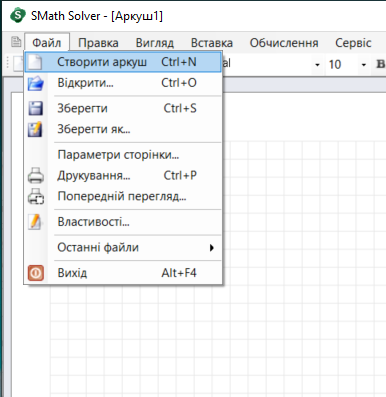 SMath Solver - [Аркуш1]
Файл Правка Вигляд Вставка Обчислення Сервіс
al 10 B
Створити аркуш Ctrl+N
Відкрити... Ctrl+O
Зберегти Ctrl+S
Зберегти як...
Параметри сторінки...
Друкування... Ctrl+P
Попередній перегляд...
Властивості...
Останні файли
Вихід Alt+F4